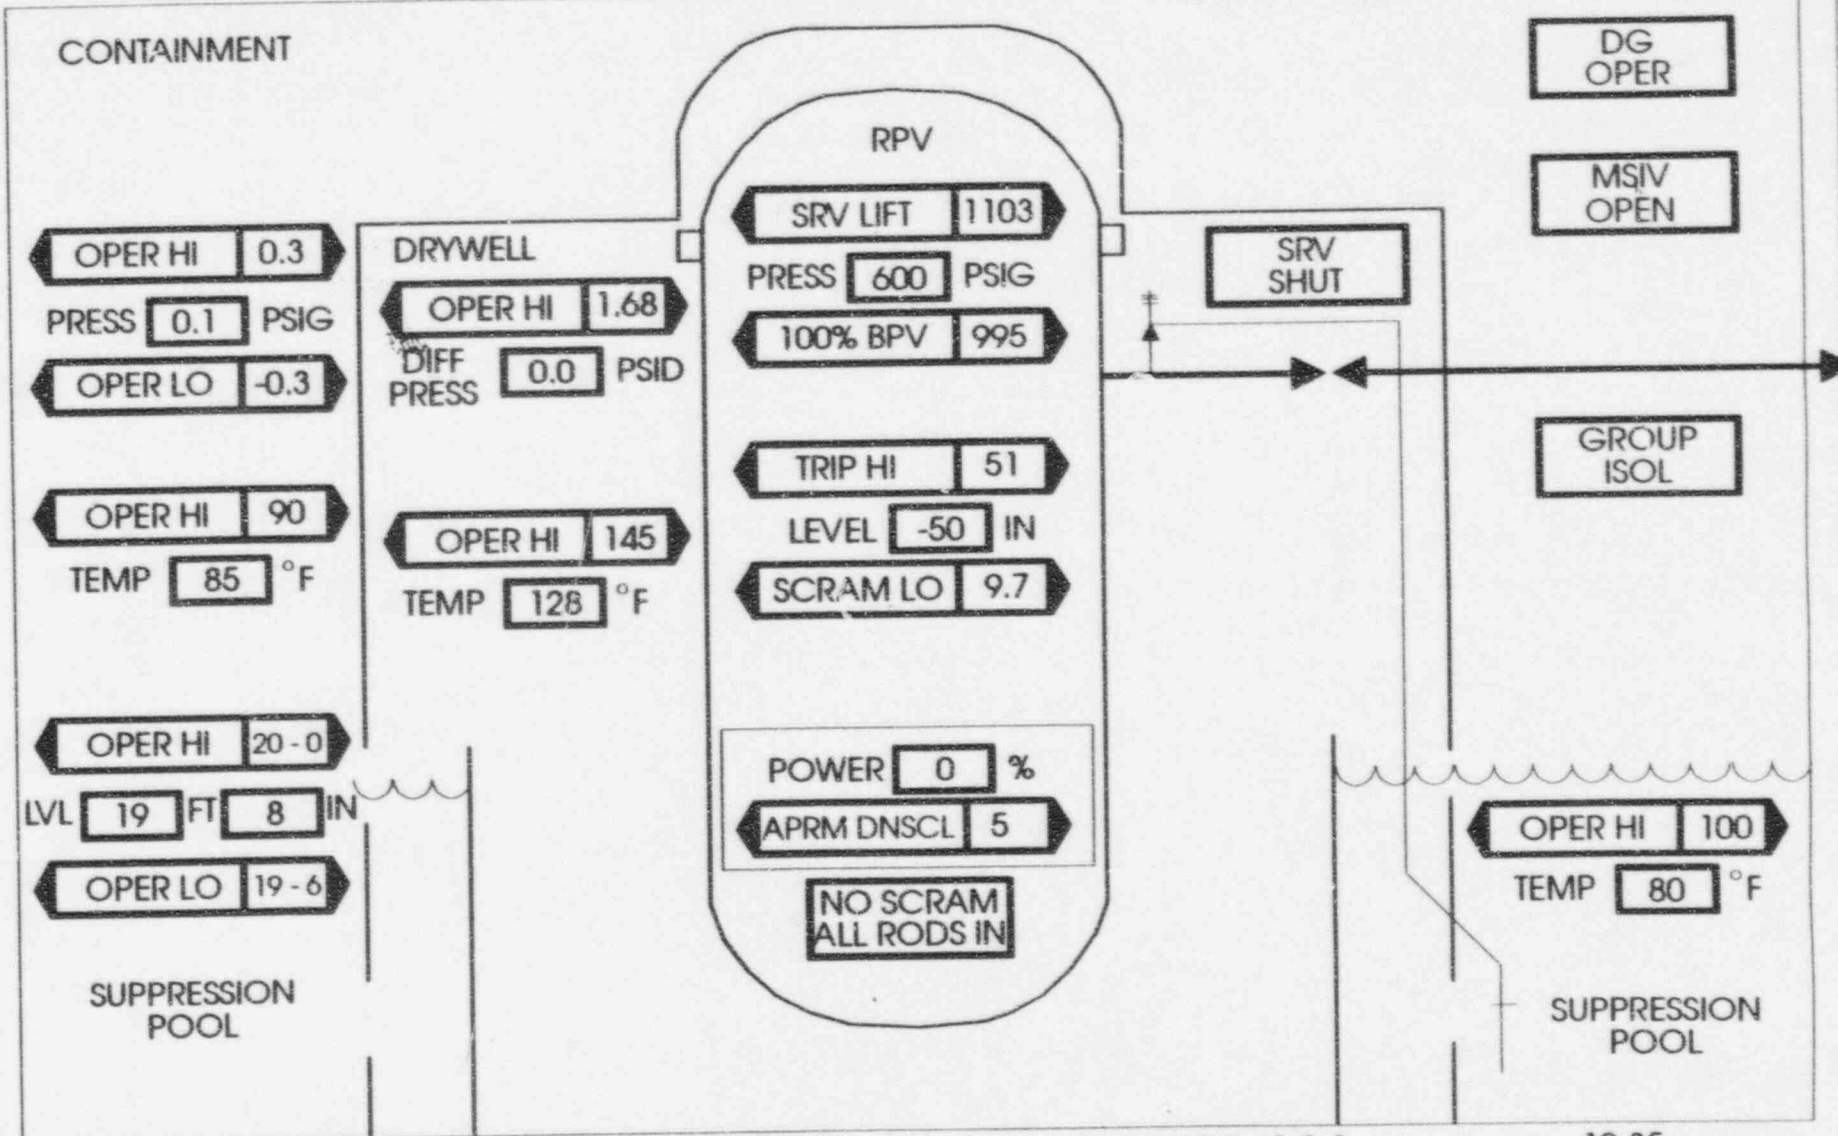 CONTAINMENT
OPER HI 0.3
PRESS 0.1 PSIG
OPER LO -0.3
OPER HI 90
TEMP 85 °F
OPER HI 20 - 0
LVL 19 FT 8 IN
OPER LO 19 - 6
SUPPRESSION
POOL
DRYWELL
OPER HI 1.68
DIFF
PRESS 0.0 PSID
OPER HI 145
TEMP 128 °F
RPV
SRV LIFT 1103
PRESS 600 PSIG
100% BPV 995
TRIP HI 51
LEVEL -50 IN
SCRAM LO 9.7
POWER 0 %
APRM DNSCL 5
NO SCRAM
ALL RODS IN
SRV
SHUT
DG
OPER
MSIV
OPEN
GROUP
ISOL
OPER HI 100
TEMP 80 °F
SUPPRESSION
POOL